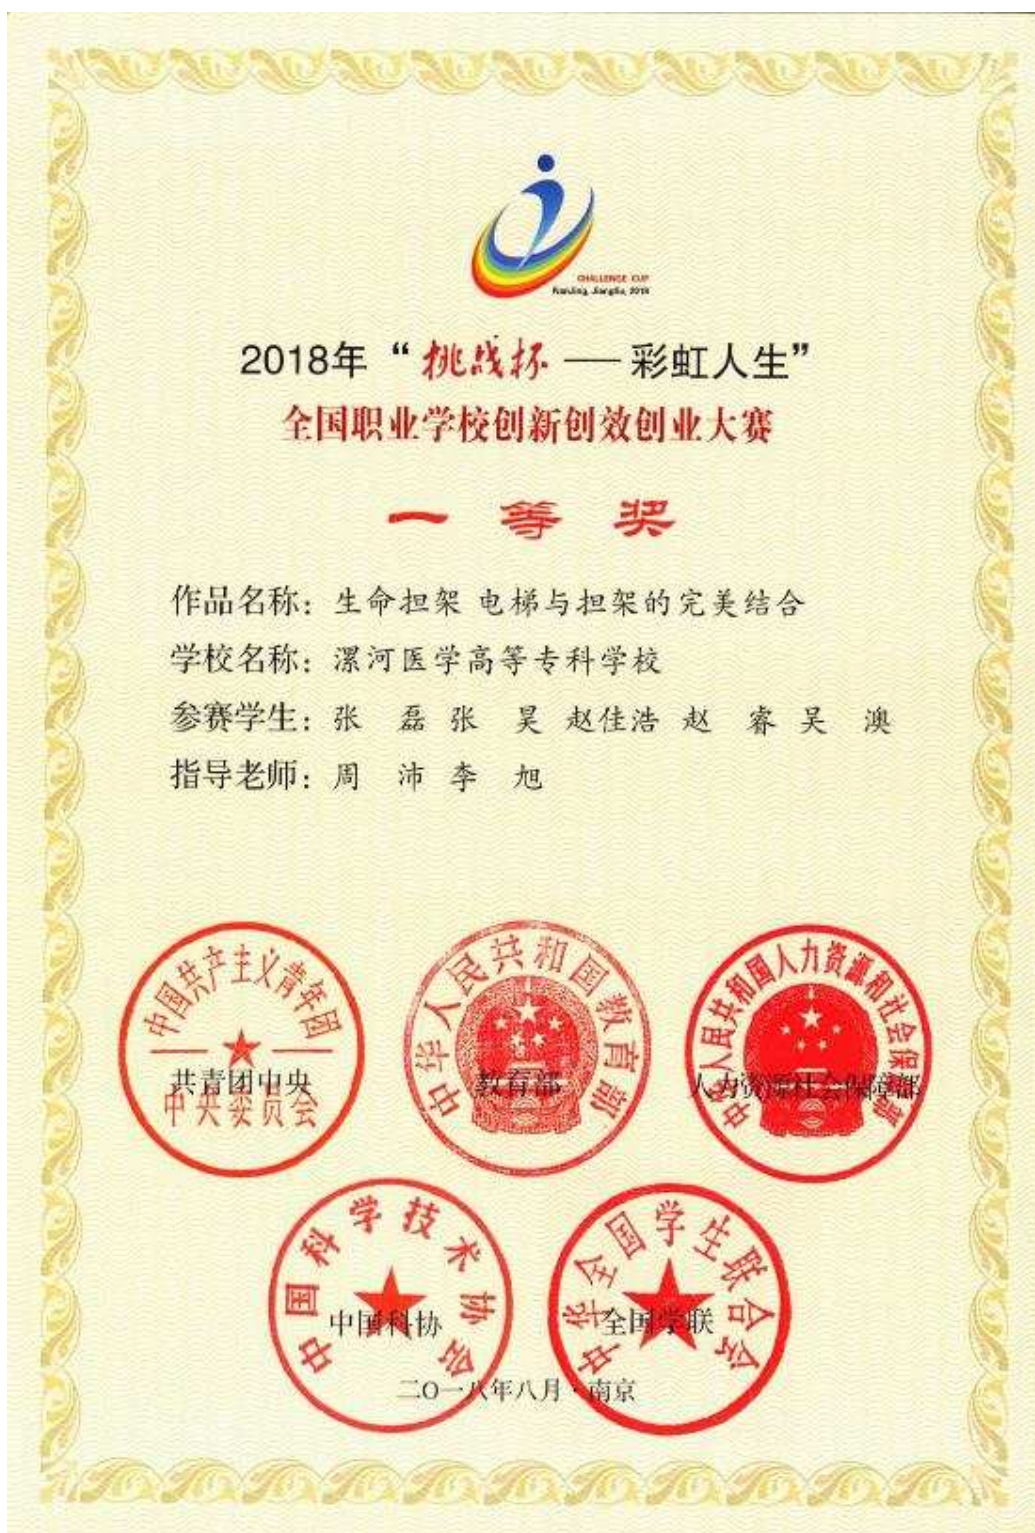 CHALLENGE CUP
NanJing, JiangSu, 2018
2018年“挑战杯——彩虹人生”
全国职业学校创新创效创业大赛
一等奖
作品名称：生命担架 电梯与担架的完美结合
学校名称：漯河医学高等专科学校
参赛学生：张 磊 张 昊 赵佳浩 赵 睿 吴 澳
指导老师：周 沛 李 旭
中国共产主义青年团
中央委员会
共青团中央
中华人民共和国教育部
教育部
中华人民共和国人力资源和社会保障部
人力资源社会保障部
中国科学技术协会
中国科协
中华全国学生联合会
全国学联
二〇一八年八月·南京